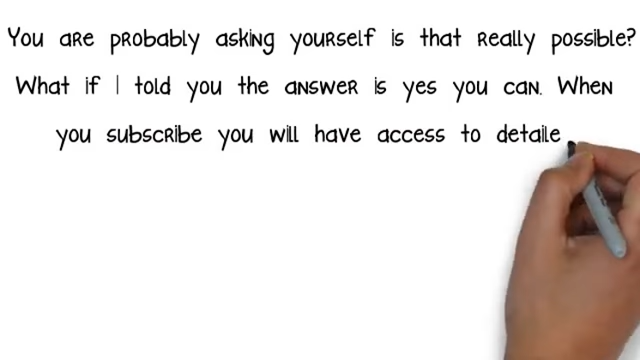 You are probably asking yourself is that really possible?
What if I told you the answer is yes you can. When
you subscribe you will have access to detaile